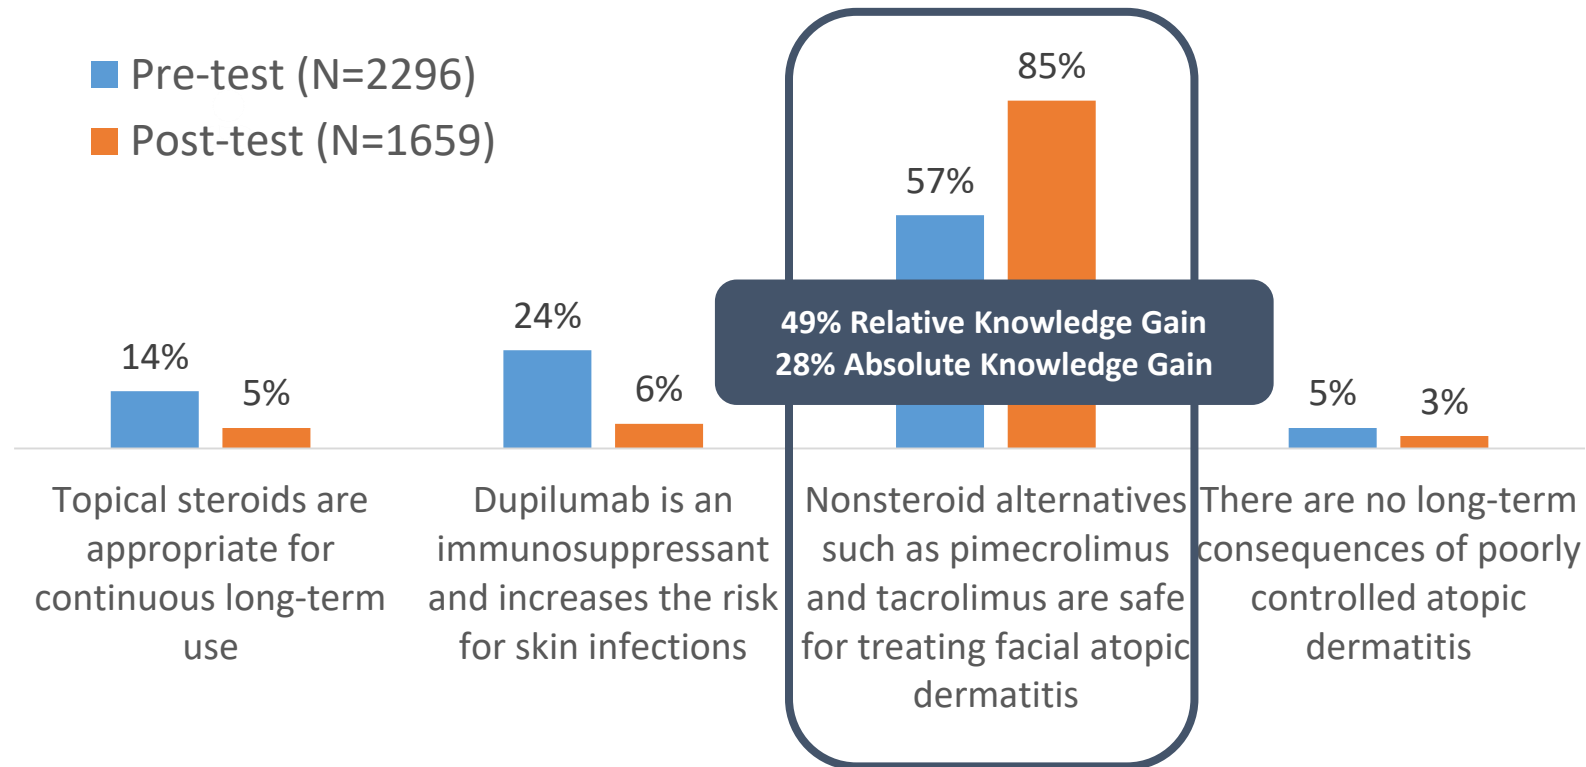 Pre-test (N=2296)
Post-test (N=1659)
14%
5%
24%
6%
57%
85%
5%
3%
49% Relative Knowledge Gain
28% Absolute Knowledge Gain
Topical steroids are
appropriate for
continuous long-term
use
Dupilumab is an
immunosuppressant
and increases the risk
for skin infections
Nonsteroid alternatives
such as pimecrolimus
and tacrolimus are safe
for treating facial atopic
dermatitis
There are no long-term
consequences of poorly
controlled atopic
dermatitis